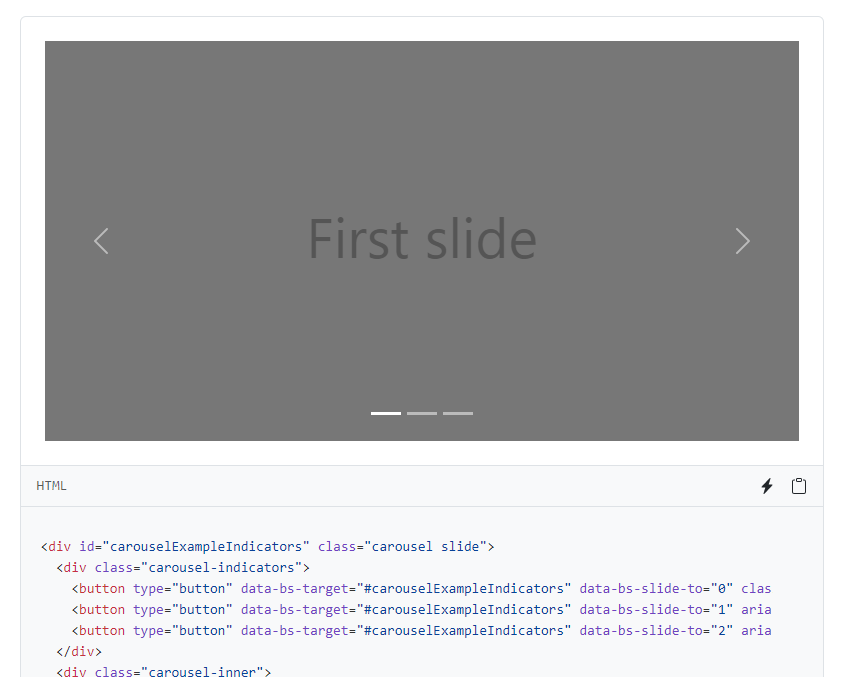 First slide
HTML
<div id="carouselExampleIndicators" class="carousel slide">
<div class="carousel-indicators">
<button type="button" data-bs-target="#carouselExampleIndicators" data-bs-slide-to="0" clas
<button type="button" data-bs-target="#carouselExampleIndicators" data-bs-slide-to="1" aria
<button type="button" data-bs-target="#carouselExampleIndicators" data-bs-slide-to="2" aria
</div>
<div class="carousel-inner">